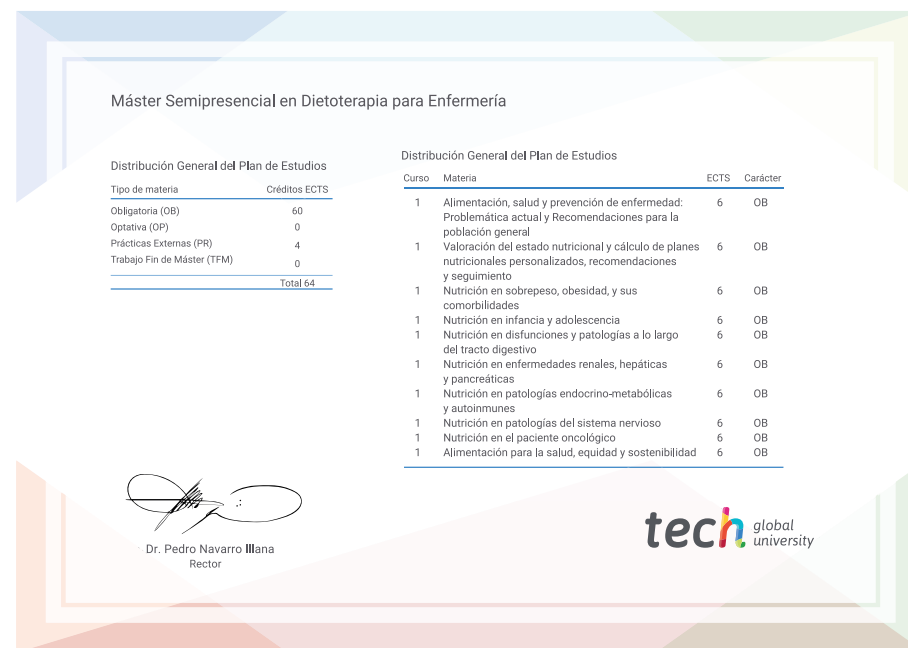 Máster Semipresencial en Dietoterapia para Enfermería
Distribución General del Plan de Estudios
Tipo de materia Créditos ECTS
Obligatoria (OB) 60
Optativa (OP) 0
Prácticas Externas (PR) 4
Trabajo Fin de Máster (TFM) 0
Total 64
Distribución General del Plan de Estudios
Curso Materia ECTS Carácter
1 Alimentación, salud y prevención de enfermedad: 6 OB
Problemática actual y Recomendaciones para la
población general
1 Valoración del estado nutricional y cálculo de planes 6 OB
nutricionales personalizados, recomendaciones
y seguimiento
1 Nutrición en sobrepeso, obesidad, y sus 6 OB
comorbilidades
1 Nutrición en infancia y adolescencia 6 OB
1 Nutrición en disfunciones y patologías a lo largo 6 OB
del tracto digestivo
1 Nutrición en enfermedades renales, hepáticas 6 OB
y pancreáticas
1 Nutrición en patologías endocrino-metabólicas 6 OB
y autoinmunes
1 Nutrición en patologías del sistema nervioso 6 OB
1 Nutrición en el paciente oncológico 6 OB
1 Alimentación para la salud, equidad y sostenibilidad 6 OB
Dr. Pedro Navarro Illana
Rector
tech global
university